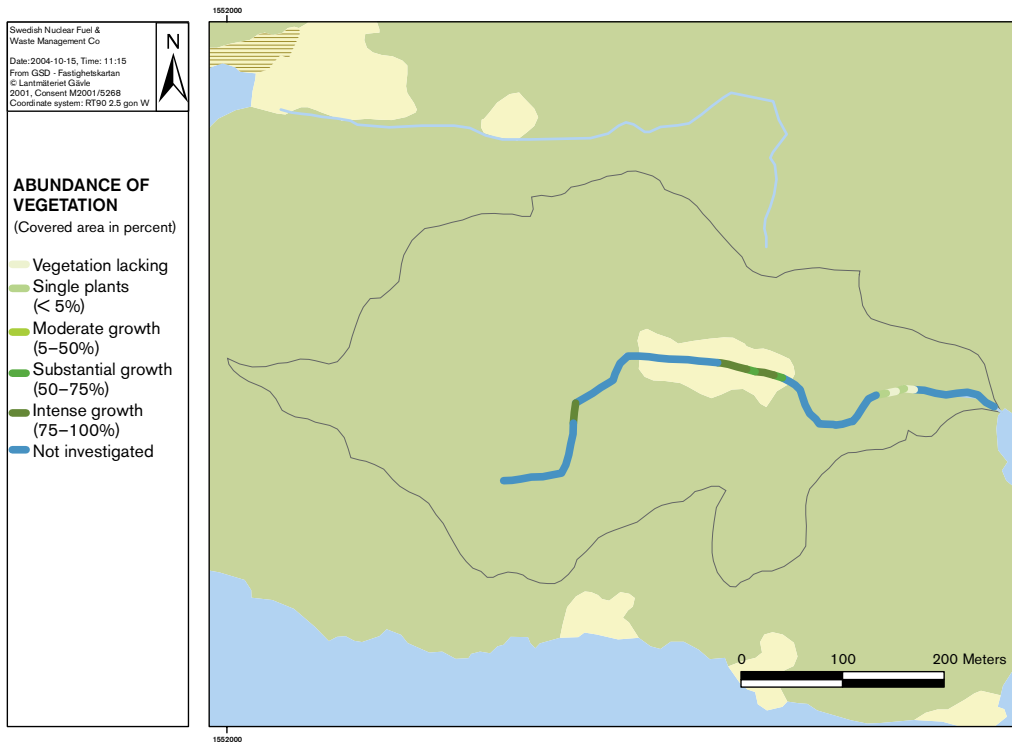 1552000
Swedish Nuclear Fuel &
Waste Management Co
Date:2004-10-15, Time: 11:15
From GSD - Fastighetskartan
© Lantmäteriet Gävle
2001, Consent M2001/5268
Coordinate system: RT90 2.5 gon W
N
ABUNDANCE OF
VEGETATION
(Covered area in percent)
Vegetation lacking
Single plants
(< 5%)
Moderate growth
(5–50%)
Substantial growth
(50–75%)
Intense growth
(75–100%)
Not investigated
0 100 200 Meters
1552000